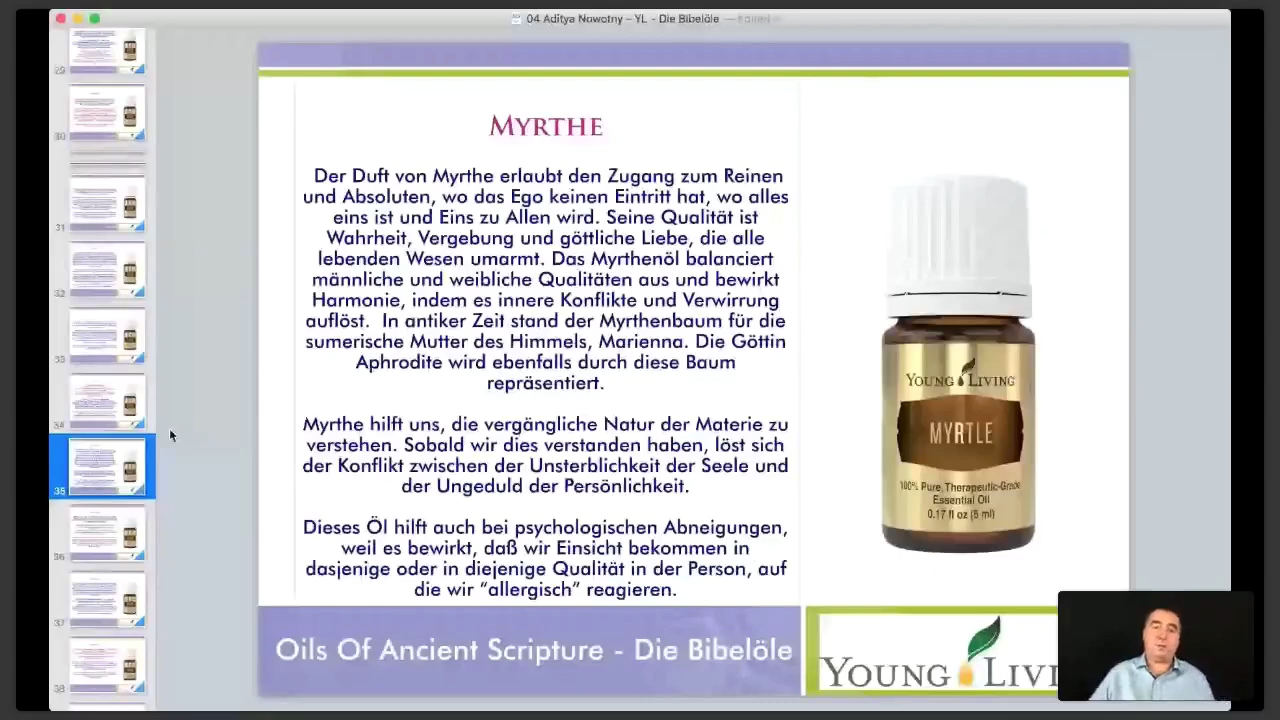 04 Aditya Nowotny – YL - Die Bibelöle — Edited
29
30
31
32
33
34
35
36
37
38
Myrthe
Der Duft von Myrthe erlaubt den Zugang zum Reinen
und Absoluten, wo das Ego keinen Eintritt hat, wo alles
eins ist und Eins zu Allen wird. Seine Qualität ist
Wahrheit, Vergebung und göttliche Liebe, die alle
lebenden Wesen umarmt. Das Myrthenöl balanciert
männliche und weibliche Qualitäten aus und bewirkt
Harmonie, indem es innere Konflikte und Verwirrung
auflöst. In antiker Zeit stand der Myrthenbaum für die
sumerische Mutter des Himmels, Marienna. Die Göttin
Aphrodite wird ebenfalls durch diese Baum
repräsentiert.
Myrthe hilft uns, die vergängliche Natur der Materie zu
verstehen. Sobald wir dies verstanden haben, löst sich
der Konflikt zwischen der Unsterblichkeit der Seele und
der Ungeduld der Persönlichkeit.
Dieses Öl hilft auch bei psychologischen Abneigungen,
weil es bewirkt, daß wir Einsicht bekommen in
dasjenige oder in diejenige Qualität in der Person, auf
die wir “allergisch” reagieren.
Young Living
MYRTLE
100% Pure, Therapeutic-Grade
Essential Oil
0.17 fl oz (5 ml)
Oils Of Ancient Scripture - Die Bibelöle
Young Livi